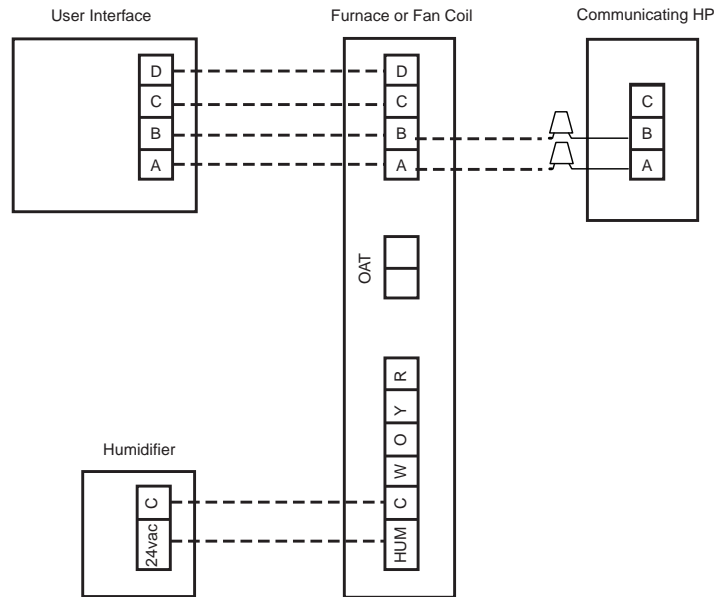 User Interface
Furnace or Fan Coil
Communicating HP
D
C
B
A
D
C
B
A
C
B
A
OAT
R
Y
O
W
C
HUM
Humidifier
C
24vac